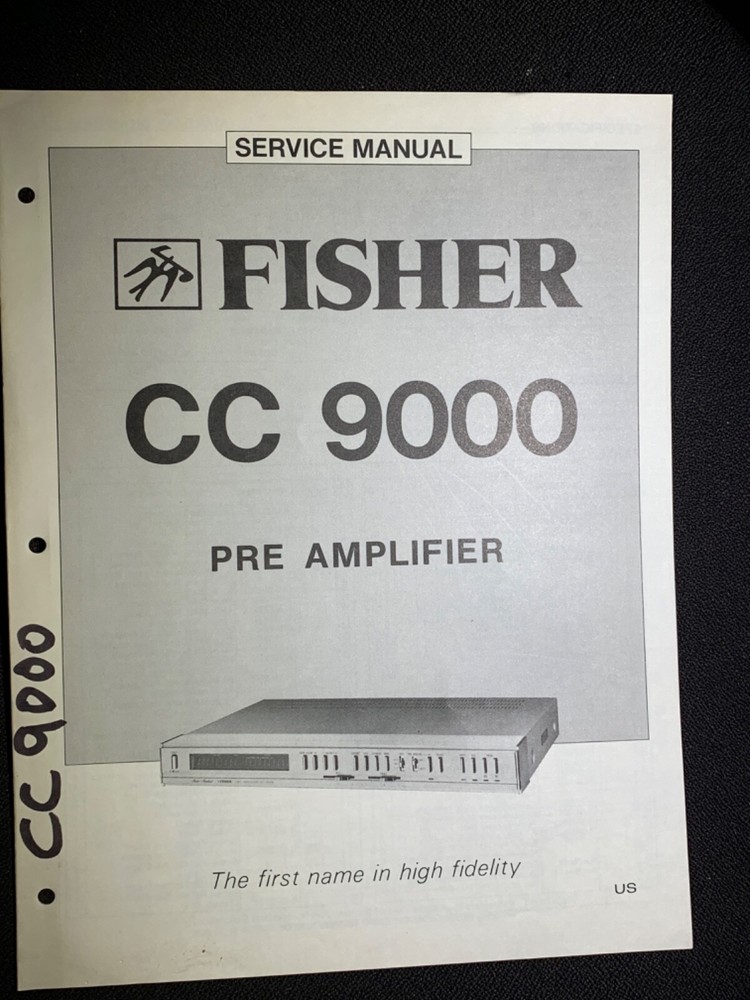 SERVICE MANUAL
FISHER
CC 9000
PRE AMPLIFIER
The first name in high fidelity
US
CC 9000